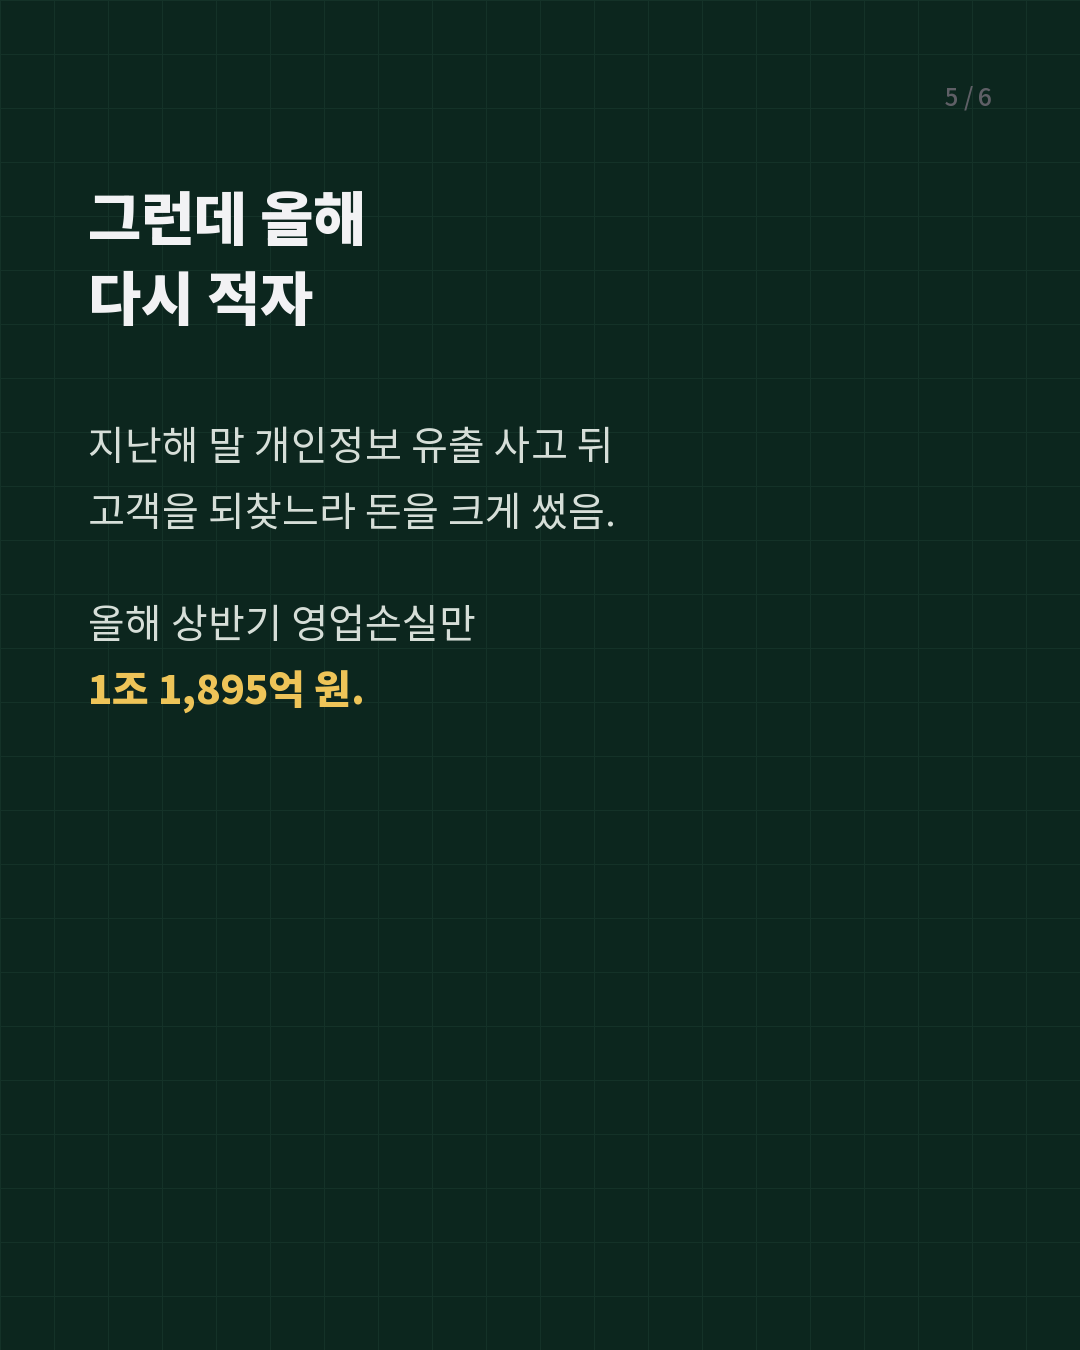 5 / 6
그런데 올해
다시 적자
지난해 말 개인정보 유출 사고 뒤
고객을 되찾느라 돈을 크게 썼음.
올해 상반기 영업손실만
1조 1,895억 원.